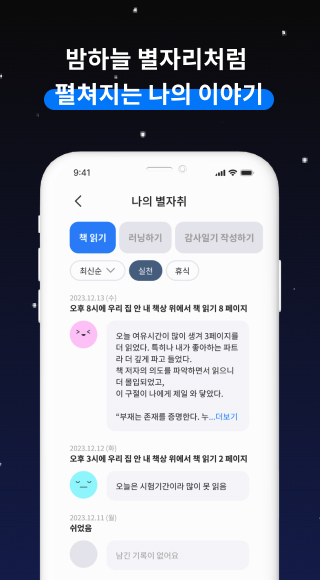 밤하늘 별자리처럼
펼쳐지는 나의 이야기
9:41
나의 별자취
책 읽기 러닝하기 감사일기 작성하기
최신순 실천 휴식
2023.12.13 (수)
오후 8시에 우리 집 안 내 책상 위에서 책 읽기 8 페이지
오늘 여유시간이 많이 생겨 3페이지를
더 읽었다. 특히나 내가 좋아하는 파트
라 더 깊게 파고 들었다.
책 저자의 의도를 파악하면서 읽으니
더 몰입되었고,
이 구절이 나에게 제일 와 닿았다.
“부재는 존재를 증명한다. 누...더보기
2023.12.12 (화)
오후 3시에 우리 집 안 내 책상 위에서 책 읽기 2 페이지
오늘은 시험기간이라 많이 못 읽음
2023.12.11 (월)
쉬었음
남긴 기록이 없어요